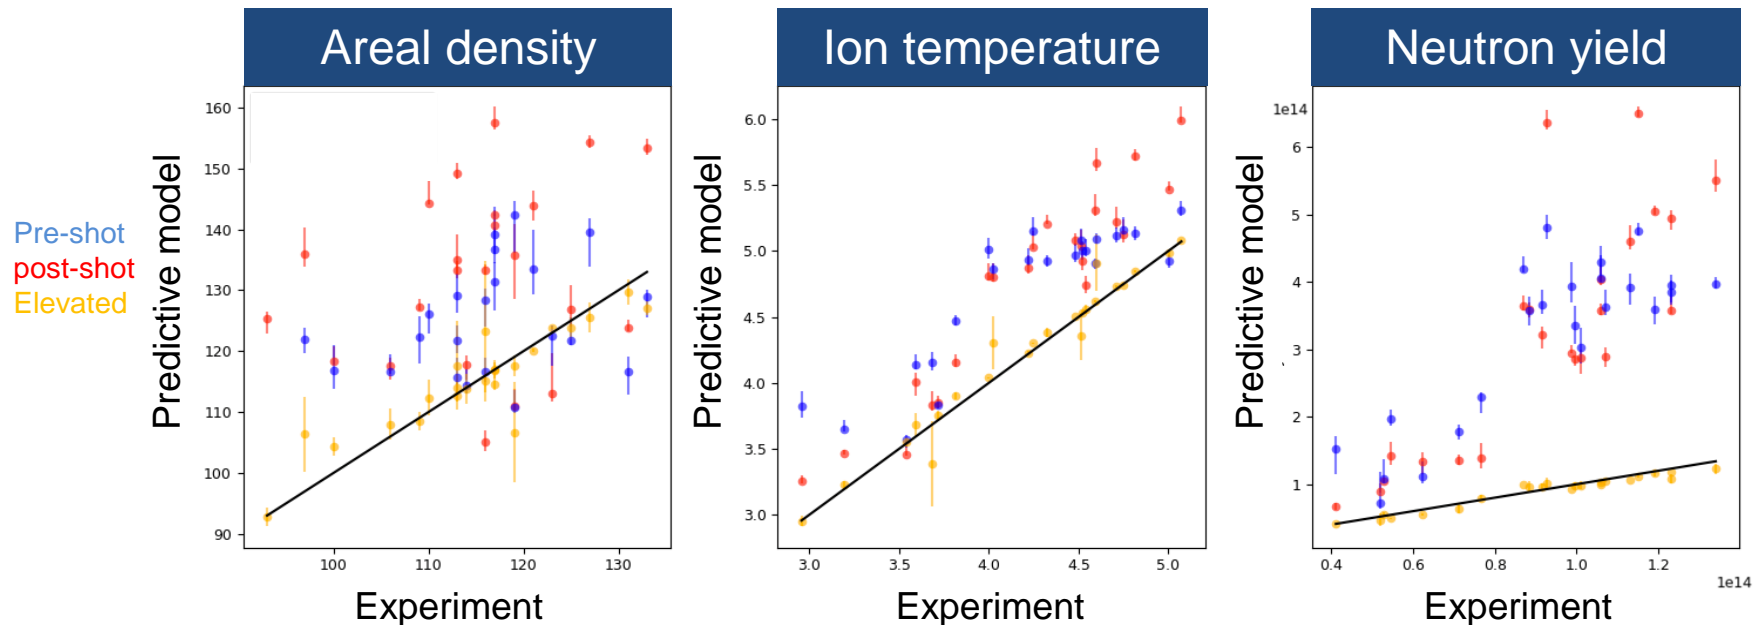 Areal density
Ion temperature
Neutron yield
Pre-shot
post-shot
Elevated
Predictive model
160
150
140
130
120
110
100
90
100
110
120
130
Experiment
Predictive model
6.0
5.5
5.0
4.5
4.0
3.5
3.0
3.0
3.5
4.0
4.5
5.0
Experiment
Predictive model
1e14
6
5
4
3
2
1
0.4
0.6
0.8
1.0
1.2
1e14
Experiment